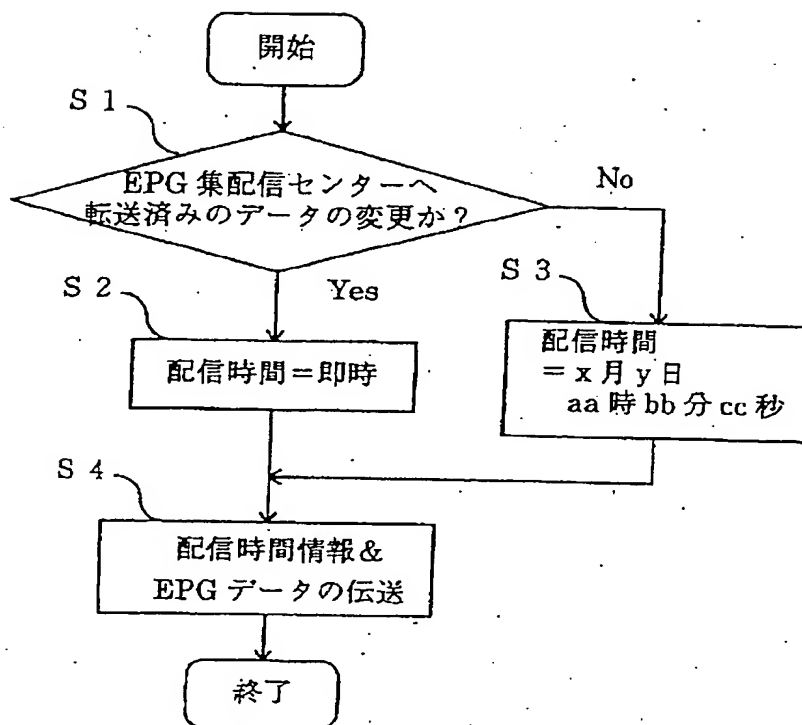 開始
S 1
EPG 集配信センターへ
転送済みのデータの変更か?
No
Yes
S 2
配信時間=即時
S 3
配信時間
= x 月 y 日
aa 時 bb 分 cc 秒
S 4
配信時間情報&
EPG データの伝送
終了